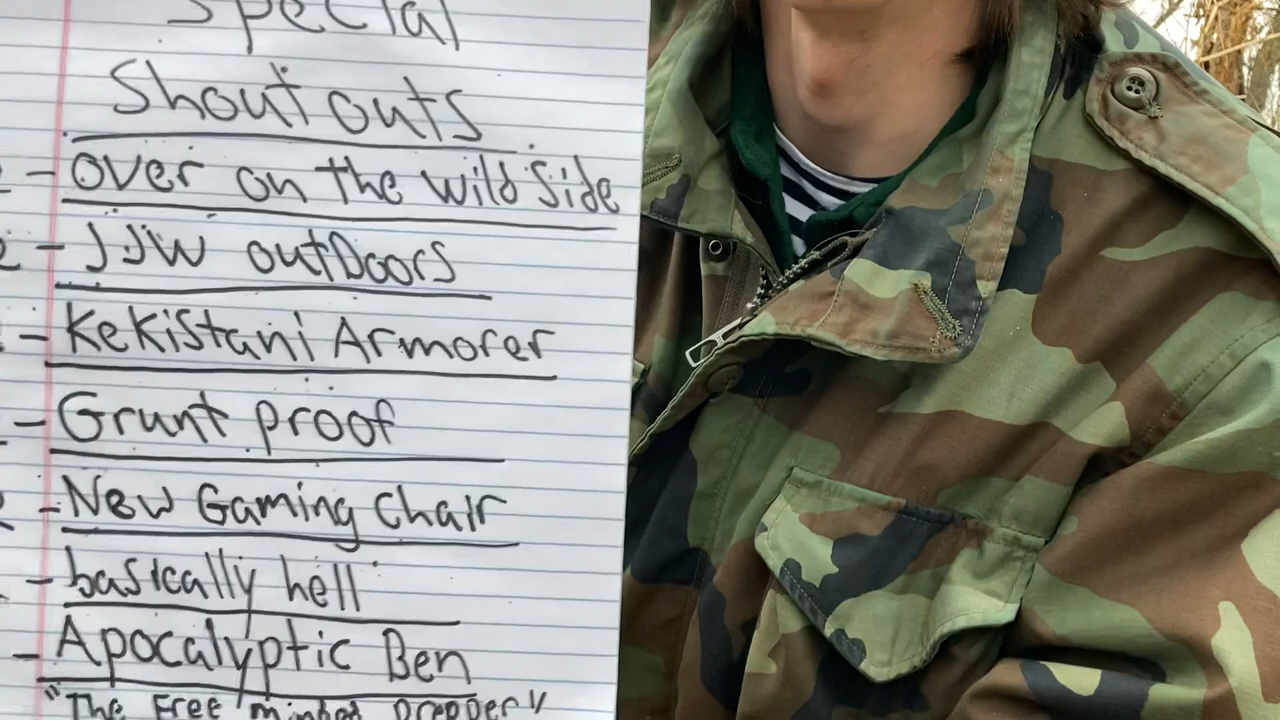 Special
Shout outs
- over on the wild side
- JJW outDoors
- Kekistani Armorer
- Grunt proof
- New Gaming Chair
- basically hell
- Apocalyptic Ben
"The Free minded prepper"